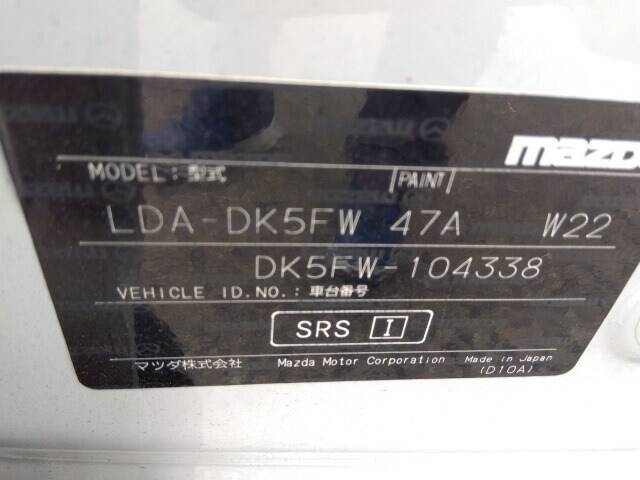 mazda
MODEL:型式 PAINT
LDA-DK5FW 47A W22
DK5FW-104338
VEHICLE ID.NO.:車台番号
SRS I
マツダ株式会社 Mazda Motor Corporation Made in Japan
(D10A)